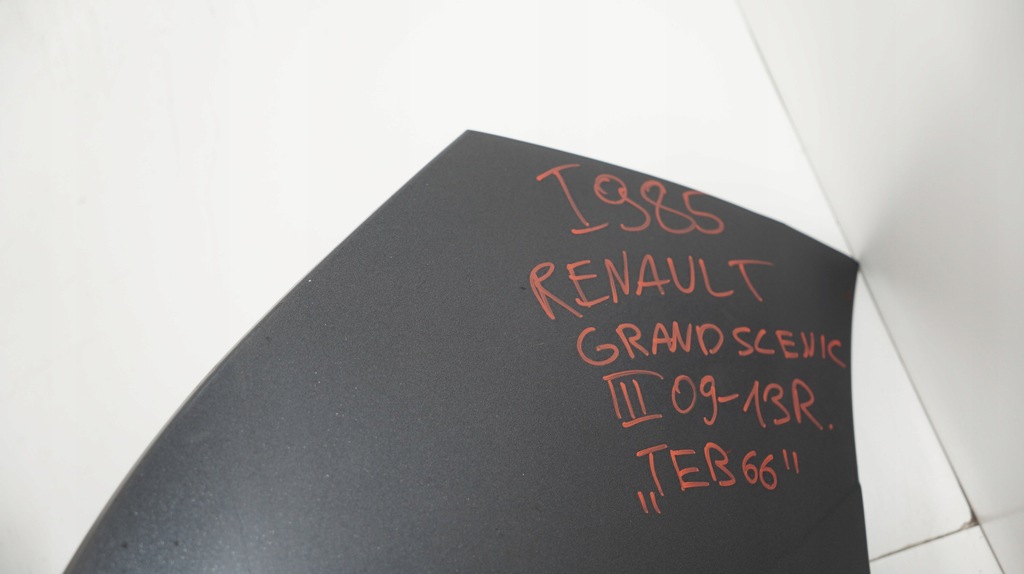 I985
RENAULT
GRAND SCENIC
III 09-13R.
„TEB66"